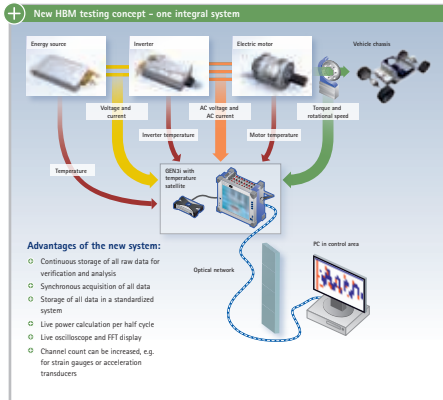 New HBM testing concept – one integral system
Energy source
Inverter
Electric motor
Vehicle chassis
Voltage and
current
AC voltage and
AC current
Torque and
rotational speed
Inverter temperature
Motor temperature
Temperature
GEN3i with
temperature
satellite
Advantages of the new system:
Continuous storage of all raw data for
verification and analysis
Synchronous acquisition of all data
Storage of all data in a standardized
system
Live power calculation per half cycle
Live oscilloscope and FFT display
Channel count can be increased, e.g.
for strain gauges or acceleration
transducers
Optical network
PC in control area